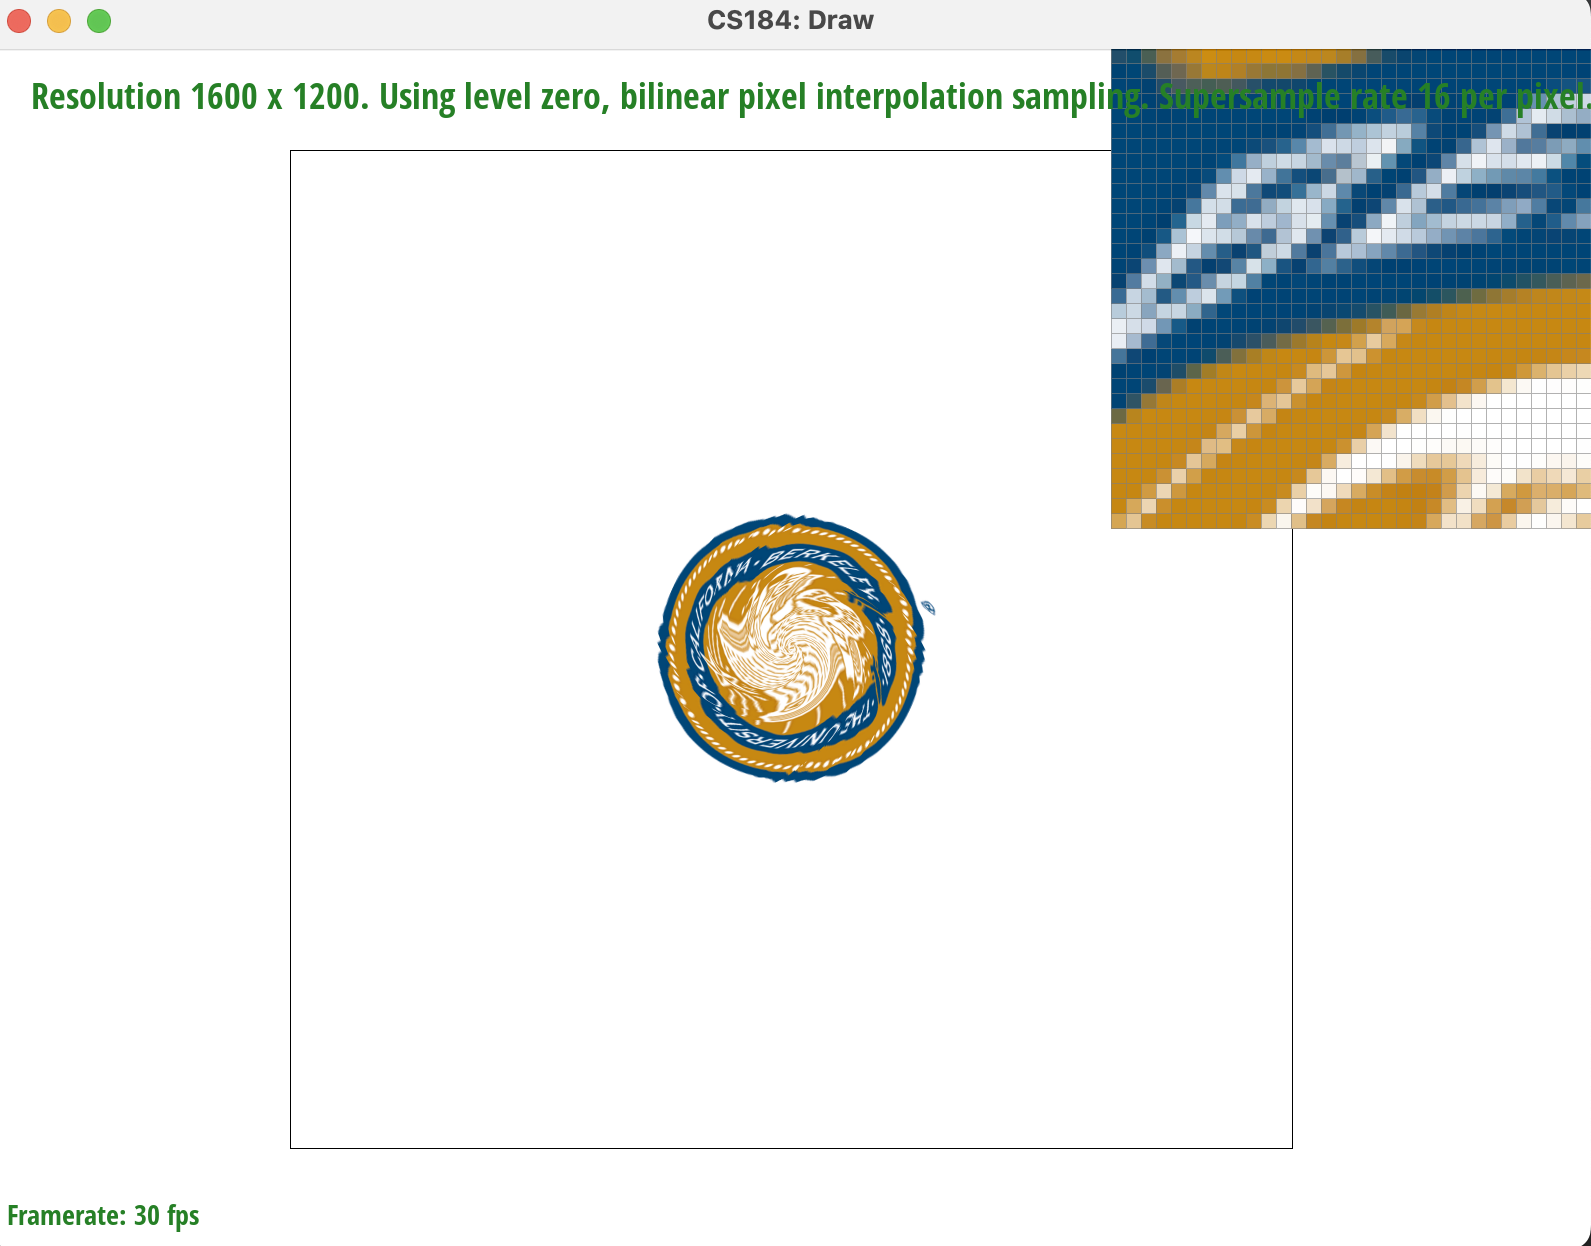 CS184: Draw
Resolution 1600 x 1200. Using level zero, bilinear pixel interpolation sampling. Supersample rate 16 per pixel.
BERKELEY
·1868·
·THE UNIVERSITY OF CALIFORNIA·
Framerate: 30 fps